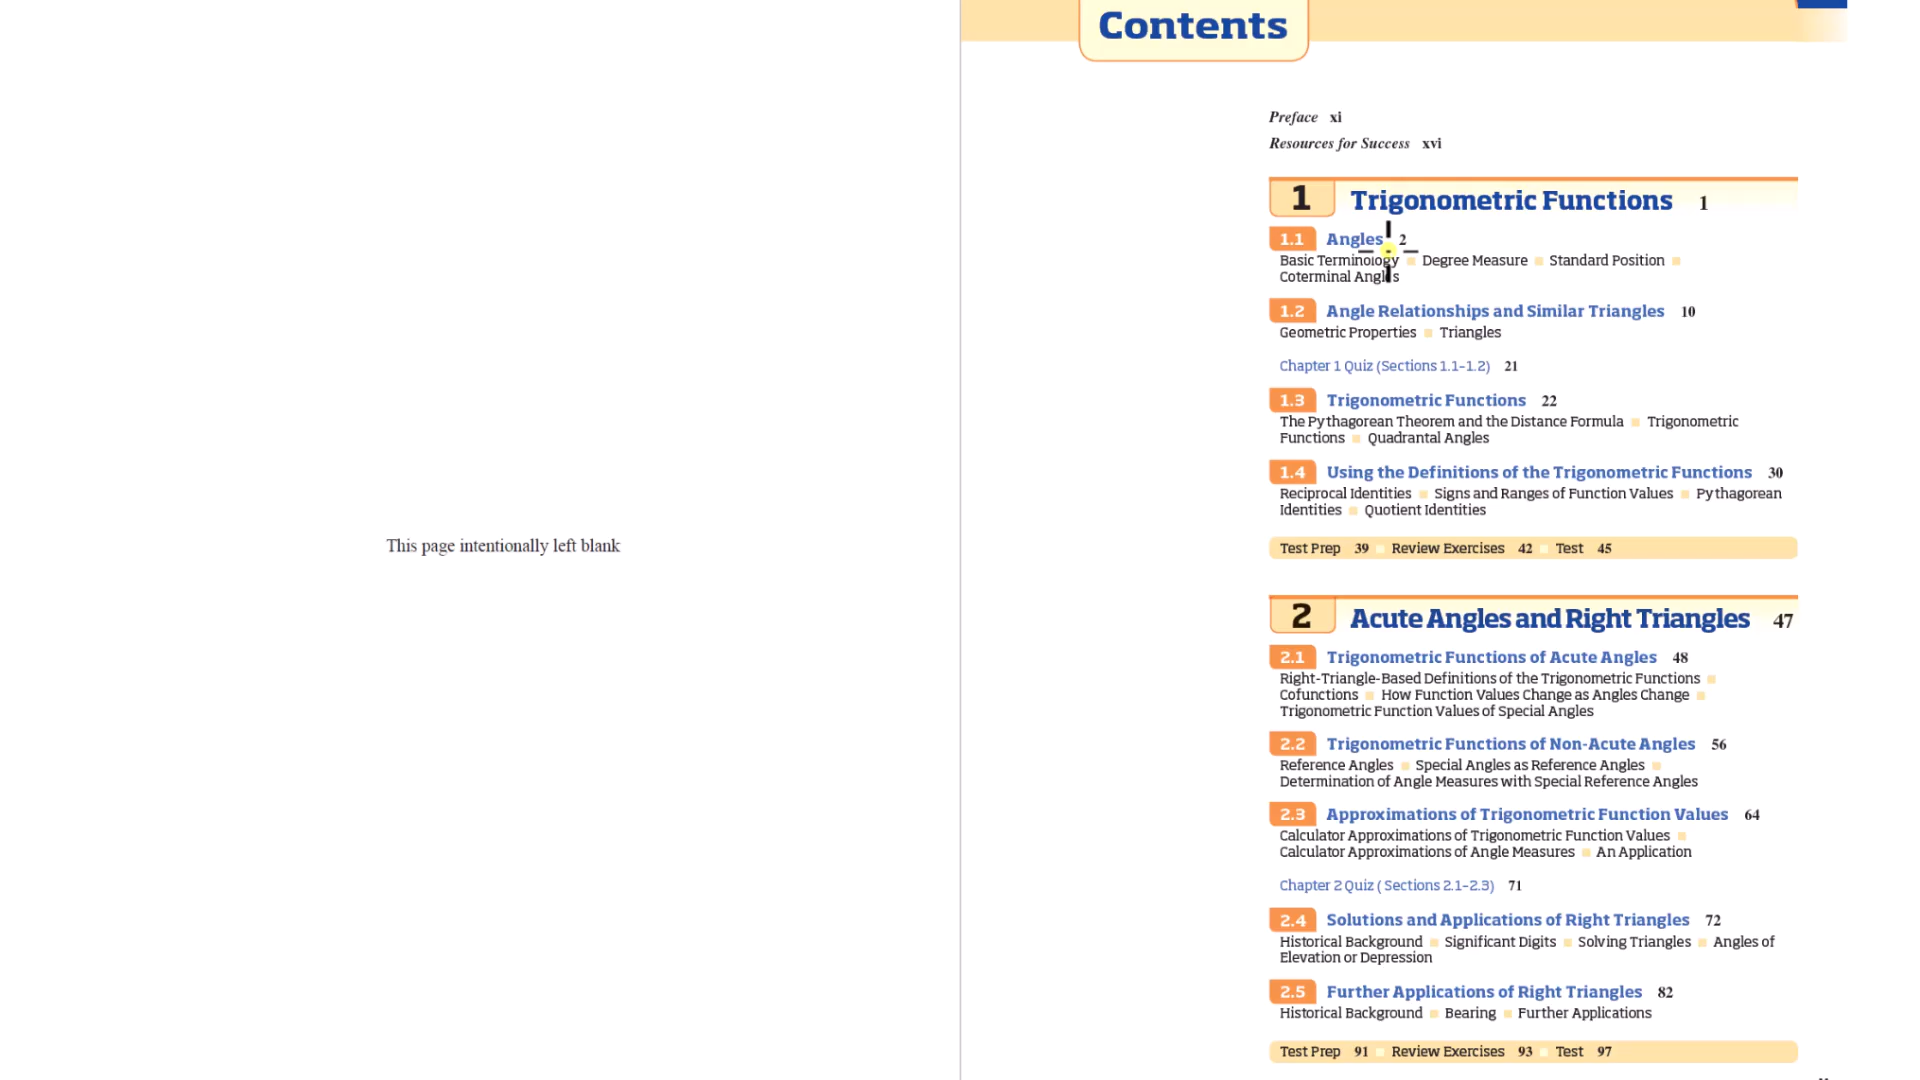 This page intentionally left blank
Contents
Preface xi
Resources for Success xvi
1 Trigonometric Functions 1
1.1 Angles 2
Basic Terminology ■ Degree Measure ■ Standard Position ■
Coterminal Angles
1.2 Angle Relationships and Similar Triangles 10
Geometric Properties ■ Triangles
Chapter 1 Quiz (Sections 1.1–1.2) 21
1.3 Trigonometric Functions 22
The Pythagorean Theorem and the Distance Formula ■ Trigonometric
Functions ■ Quadrantal Angles
1.4 Using the Definitions of the Trigonometric Functions 30
Reciprocal Identities ■ Signs and Ranges of Function Values ■ Pythagorean
Identities ■ Quotient Identities
Test Prep 39 ■ Review Exercises 42 ■ Test 45
2 Acute Angles and Right Triangles 47
2.1 Trigonometric Functions of Acute Angles 48
Right-Triangle-Based Definitions of the Trigonometric Functions ■
Cofunctions ■ How Function Values Change as Angles Change ■
Trigonometric Function Values of Special Angles
2.2 Trigonometric Functions of Non-Acute Angles 56
Reference Angles ■ Special Angles as Reference Angles ■
Determination of Angle Measures with Special Reference Angles
2.3 Approximations of Trigonometric Function Values 64
Calculator Approximations of Trigonometric Function Values ■
Calculator Approximations of Angle Measures ■ An Application
Chapter 2 Quiz ( Sections 2.1–2.3) 71
2.4 Solutions and Applications of Right Triangles 72
Historical Background ■ Significant Digits ■ Solving Triangles ■ Angles of
Elevation or Depression
2.5 Further Applications of Right Triangles 82
Historical Background ■ Bearing ■ Further Applications
Test Prep 91 ■ Review Exercises 93 ■ Test 97